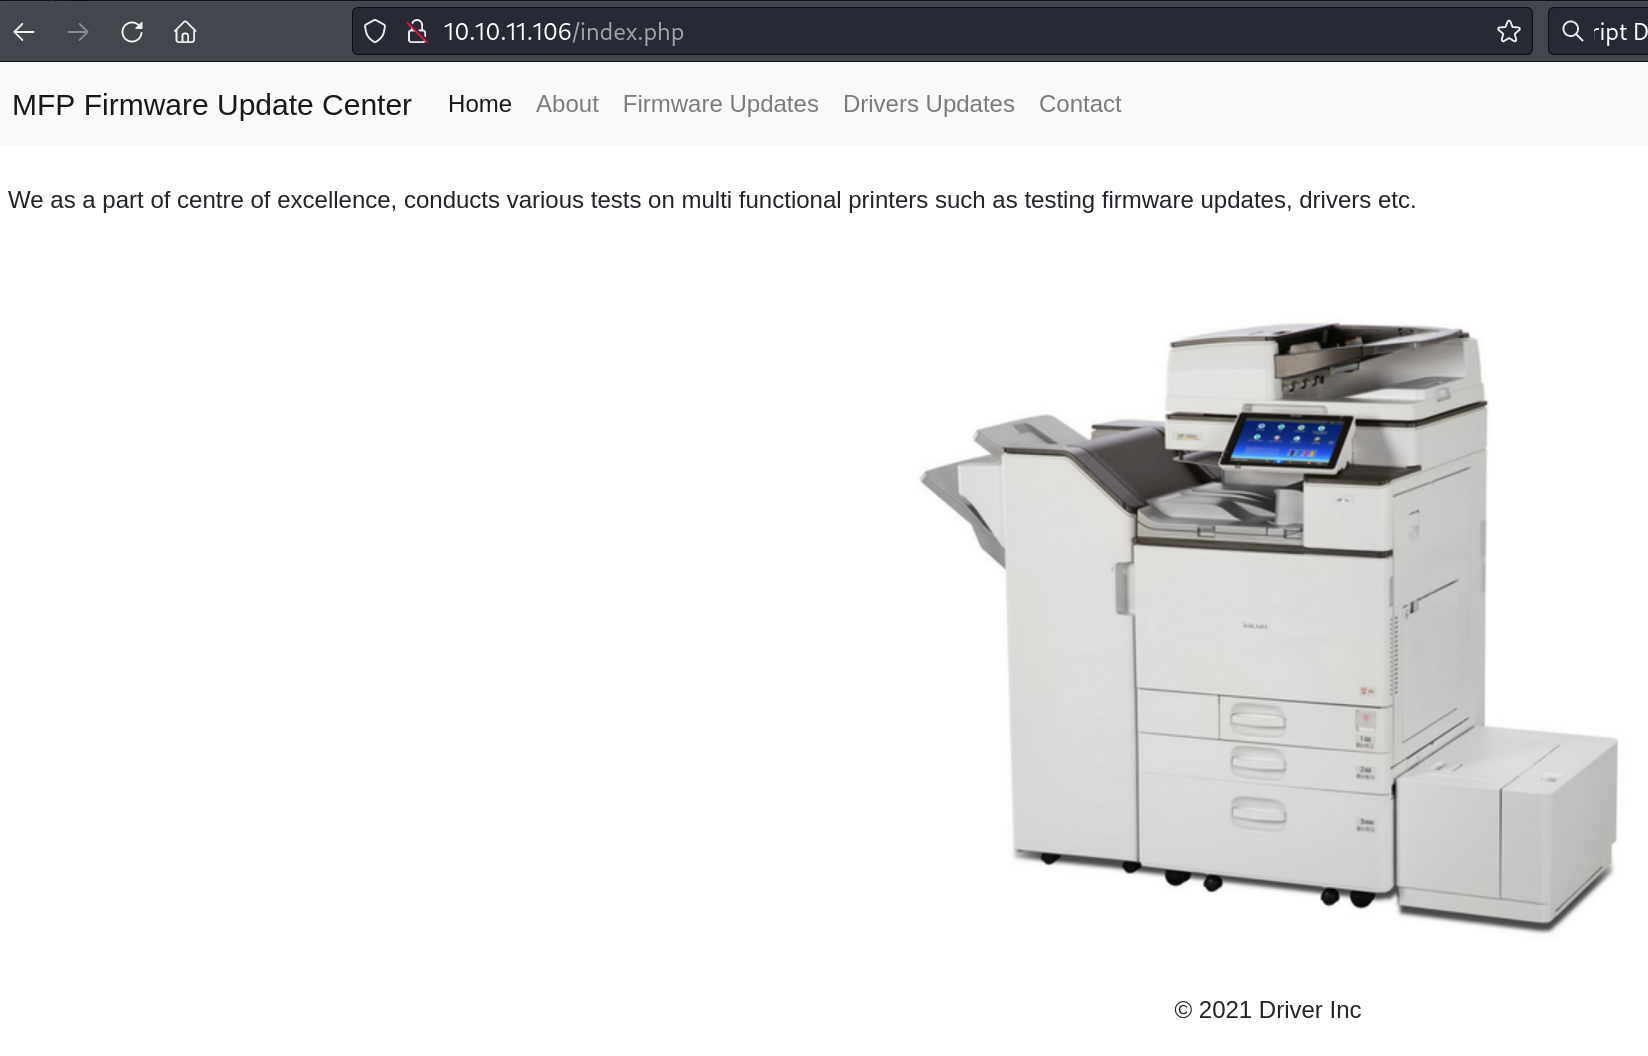 10.10.11.106/index.php
ript D
MFP Firmware Update Center Home About Firmware Updates Drivers Updates Contact
We as a part of centre of excellence, conducts various tests on multi functional printers such as testing firmware updates, drivers etc.
© 2021 Driver Inc